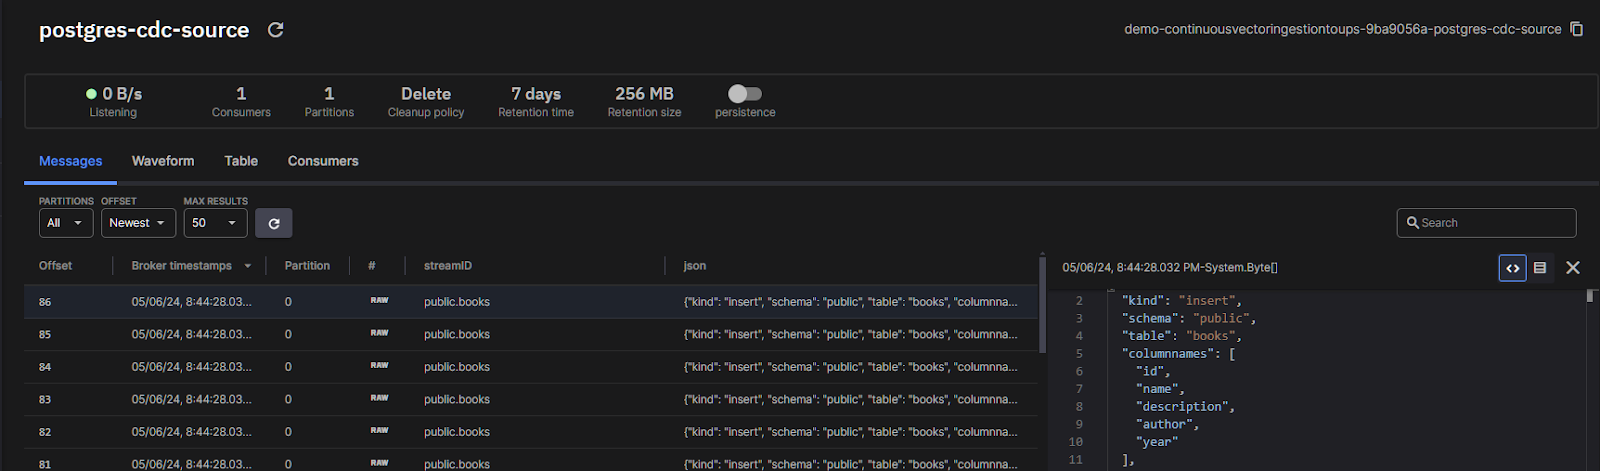 postgres-cdc-source
demo-continuousvectoringestiontoups-9ba9056a-postgres-cdc-source
0 B/s 1 1 Delete 7 days 256 MB
Listening Consumers Partitions Cleanup policy Retention time Retention size persistence
Messages Waveform Table Consumers
PARTITIONS OFFSET MAX RESULTS
All Newest 50 Search
Offset Broker timestamps Partition # streamID json
86 05/06/24, 8:44:28.03... 0 RAW public.books {"kind": "insert", "schema": "public", "table": "books", "columnna...
85 05/06/24, 8:44:28.03... 0 RAW public.books {"kind": "insert", "schema": "public", "table": "books", "columnna...
84 05/06/24, 8:44:28.03... 0 RAW public.books {"kind": "insert", "schema": "public", "table": "books", "columnna...
83 05/06/24, 8:44:28.03... 0 RAW public.books {"kind": "insert", "schema": "public", "table": "books", "columnna...
82 05/06/24, 8:44:28.03... 0 RAW public.books {"kind": "insert", "schema": "public", "table": "books", "columnna...
81 05/06/24, 8:44:28.03... 0 RAW public.books {"kind": "insert", "schema": "public", "table": "books", "columnna...
05/06/24, 8:44:28.032 PM-System.Byte[] <>
2 "kind": "insert",
3 "schema": "public",
4 "table": "books",
5 "columnnames": [
6 "id",
7 "name",
8 "description",
9 "author",
10 "year"
11 ],